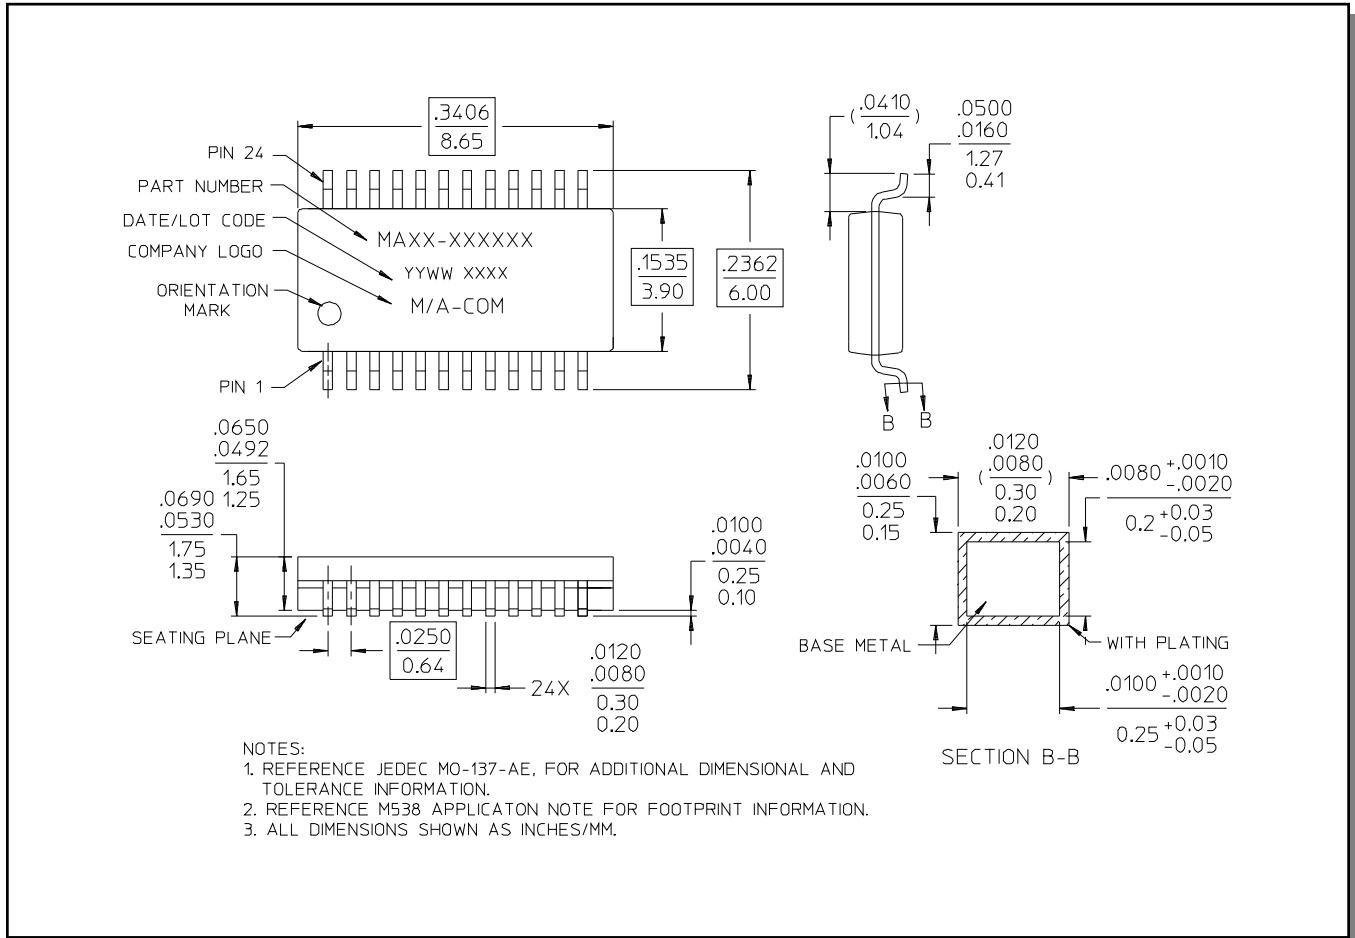 .3406
8.65
PIN 24
PART NUMBER
DATE/LOT CODE
COMPANY LOGO
ORIENTATION
MARK
PIN 1
MAXX-XXXXXX
YYWW XXXX
M/A-COM
.1535
3.90
.2362
6.00
(.0410)
1.04
.0500
.0160
1.27
0.41
B B
.0650
.0492
1.65
1.25
.0690
.0530
1.75
1.35
SEATING PLANE
.0250
0.64
24X
.0120
.0080
0.30
0.20
.0100
.0040
0.25
0.10
.0100
.0060
0.25
0.15
.0120
(.0080)
0.30
0.20
.0080 +.0010
-.0020
0.2 +0.03
-0.05
BASE METAL
WITH PLATING
.0100 +.0010
-.0020
0.25 +0.03
-0.05
SECTION B-B
NOTES:
1. REFERENCE JEDEC MO-137-AE, FOR ADDITIONAL DIMENSIONAL AND
TOLERANCE INFORMATION.
2. REFERENCE M538 APPLICATON NOTE FOR FOOTPRINT INFORMATION.
3. ALL DIMENSIONS SHOWN AS INCHES/MM.